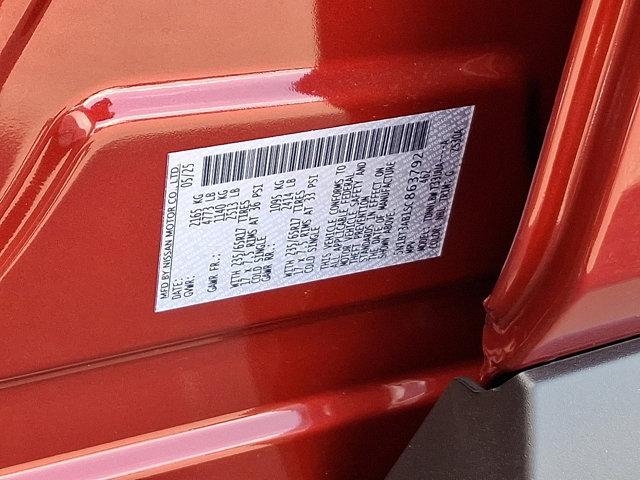 MFD BY NISSAN MOTOR CO., LTD
DATE: 05/25
GVWR: 2165 KG
4773 LB
GAWR FR: 1140 KG
2513 LB
WITH 235/65R17 TIRES
17 X 7.5 RIMS AT 36 PSI
COLD SINGLE
GAWR RR: 1095 KG
2414 LB
WITH 235/65R17 TIRES
17 X 7.5 RIMS AT 33 PSI
COLD SINGLE
THIS VEHICLE CONFORMS TO
ALL APPLICABLE FEDERAL
MOTOR VEHICLE SAFETY AND
THEFT PREVENTION
STANDARDS IN EFFECT ON
THE DATE OF MANUFACTURE
SHOWN ABOVE.
863792
MPV
MODEL:
COLOR: TRIM: G